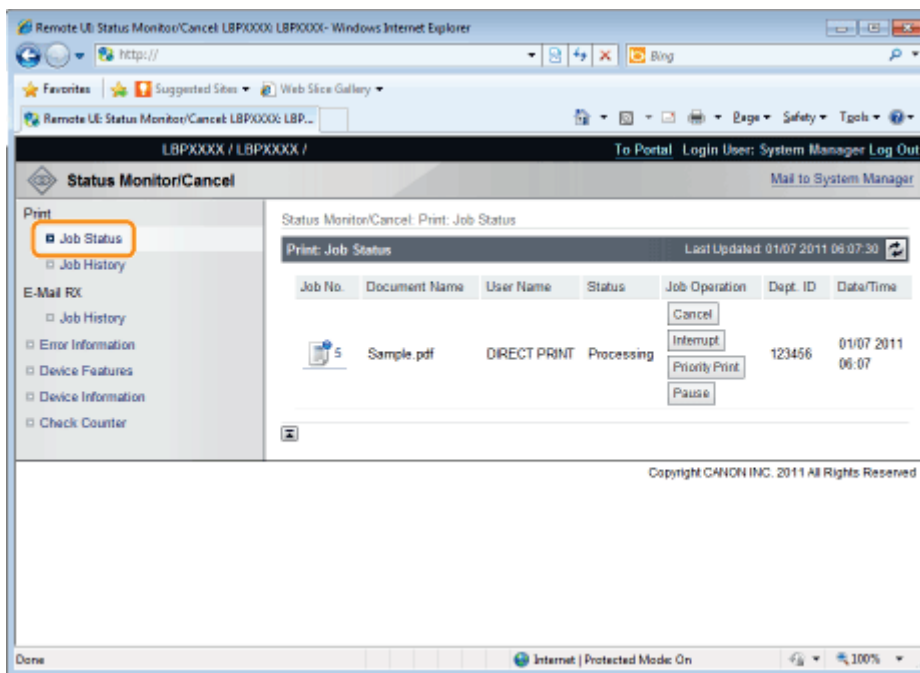 Remote UI: Status Monitor/Cancel: LBPXXXX: LBPXXXX- Windows Internet Explorer
http://
Bing
Favorites Suggested Sites Web Slice Gallery
Remote UI: Status Monitor/Cancel: LBPXXXX: LBP...
Page Safety Tools
LBPXXXX / LBPXXXX /
To Portal Login User: System Manager Log Out
Status Monitor/Cancel
Mail to System Manager
Print
Job Status
Job History
E-Mail RX
Job History
Error Information
Device Features
Device Information
Check Counter
Status Monitor/Cancel: Print: Job Status
Print: Job Status
Last Updated: 01/07 2011 06:07:30
Job No. Document Name User Name Status Job Operation Dept. ID Date/Time
5 Sample.pdf DIRECT PRINT Processing
Cancel
Interrupt
Priority Print
Pause
123456
01/07 2011
06:07
Copyright CANON INC. 2011 All Rights Reserved
Done
Internet | Protected Mode: On
100%